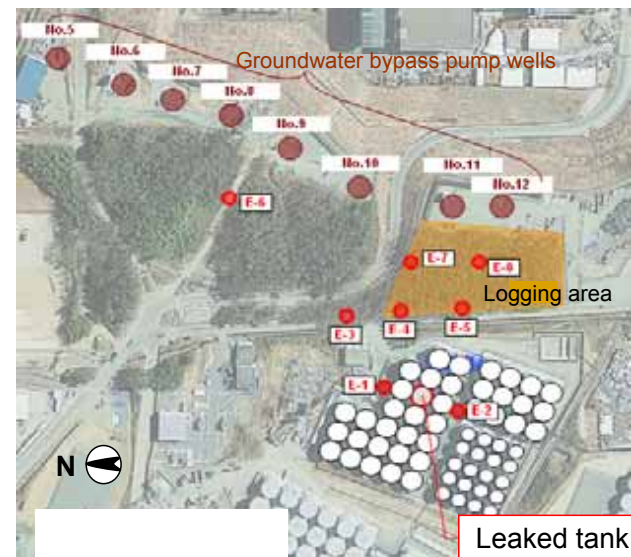 No.5
No.6
No.7
Groundwater bypass pump wells
No.8
No.9
No.10
No.11
No.12
E-6
E-7
E-8
Logging area
E-3
E-4
E-5
E-1
E-2
N
Leaked tank